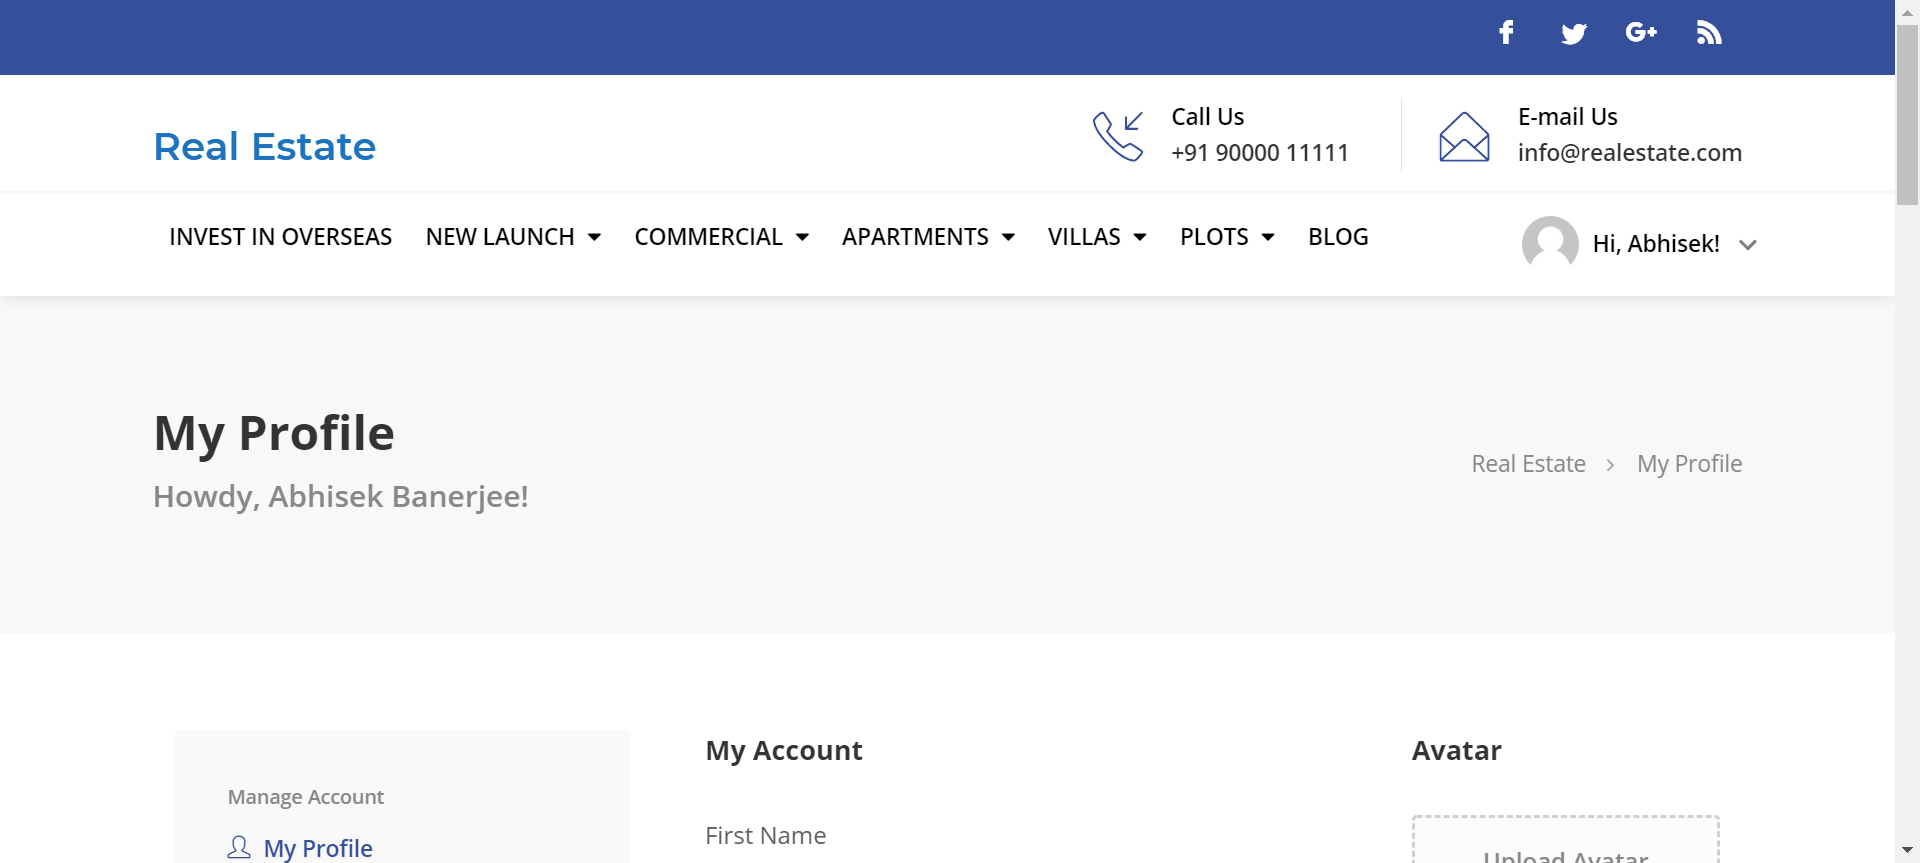 Real Estate
Call Us
+91 90000 11111
E-mail Us
info@realestate.com
INVEST IN OVERSEAS NEW LAUNCH COMMERCIAL APARTMENTS VILLAS PLOTS BLOG
Hi, Abhisek!
My Profile
Howdy, Abhisek Banerjee!
Real Estate > My Profile
Manage Account
My Profile
My Account
First Name
Avatar
Upload Avatar